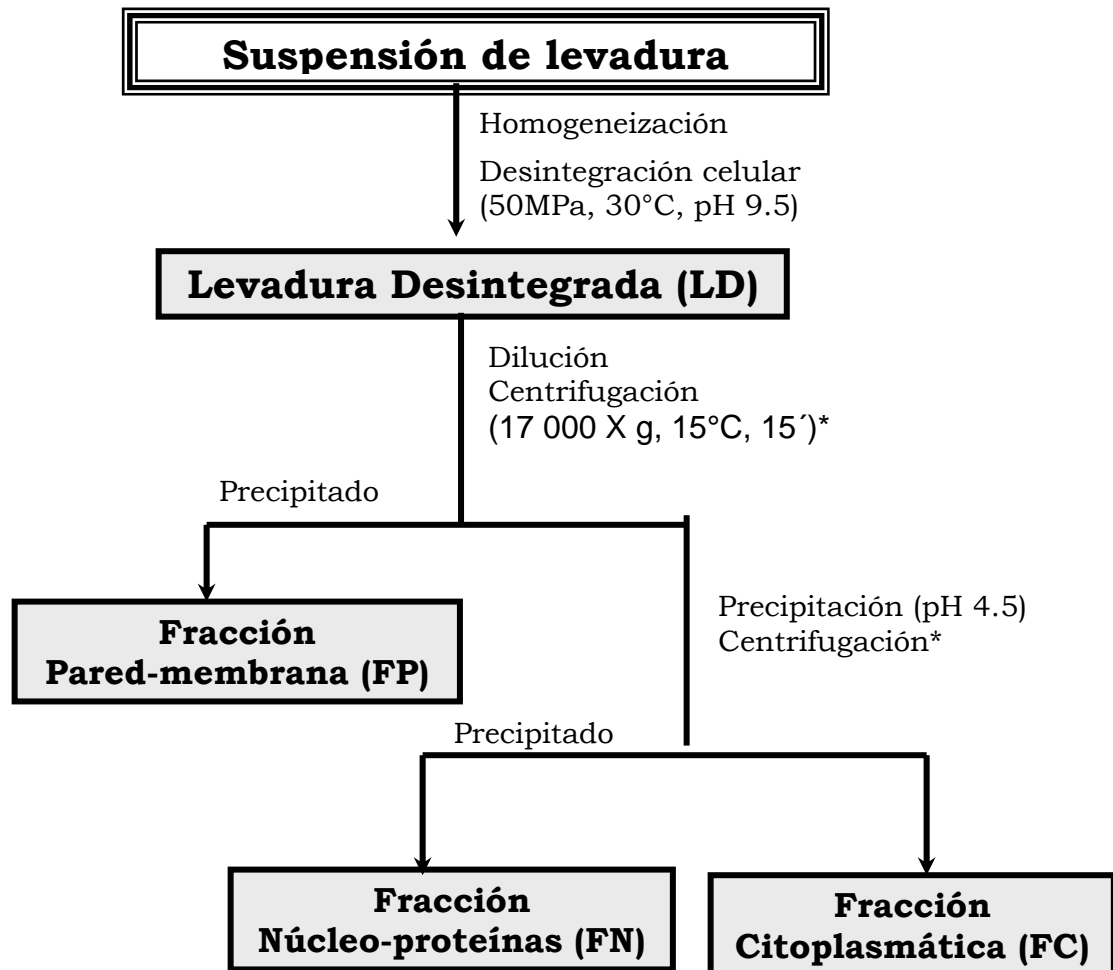 Suspensión de levadura
Homogeneización
Desintegración celular
(50MPa, 30°C, pH 9.5)
Levadura Desintegrada (LD)
Dilución
Centrifugación
(17 000 X g, 15°C, 15´)*
Precipitado
Fracción
Pared-membrana (FP)
Precipitación (pH 4.5)
Centrifugación*
Precipitado
Fracción
Núcleo-proteínas (FN)
Fracción
Citoplasmática (FC)